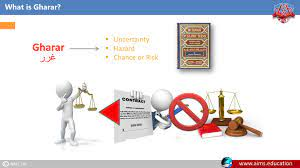 What is Gharar?
Gharar
غرر
• Uncertainty
• Hazard
• Chance or Risk
CONTRACT
www.aims.education